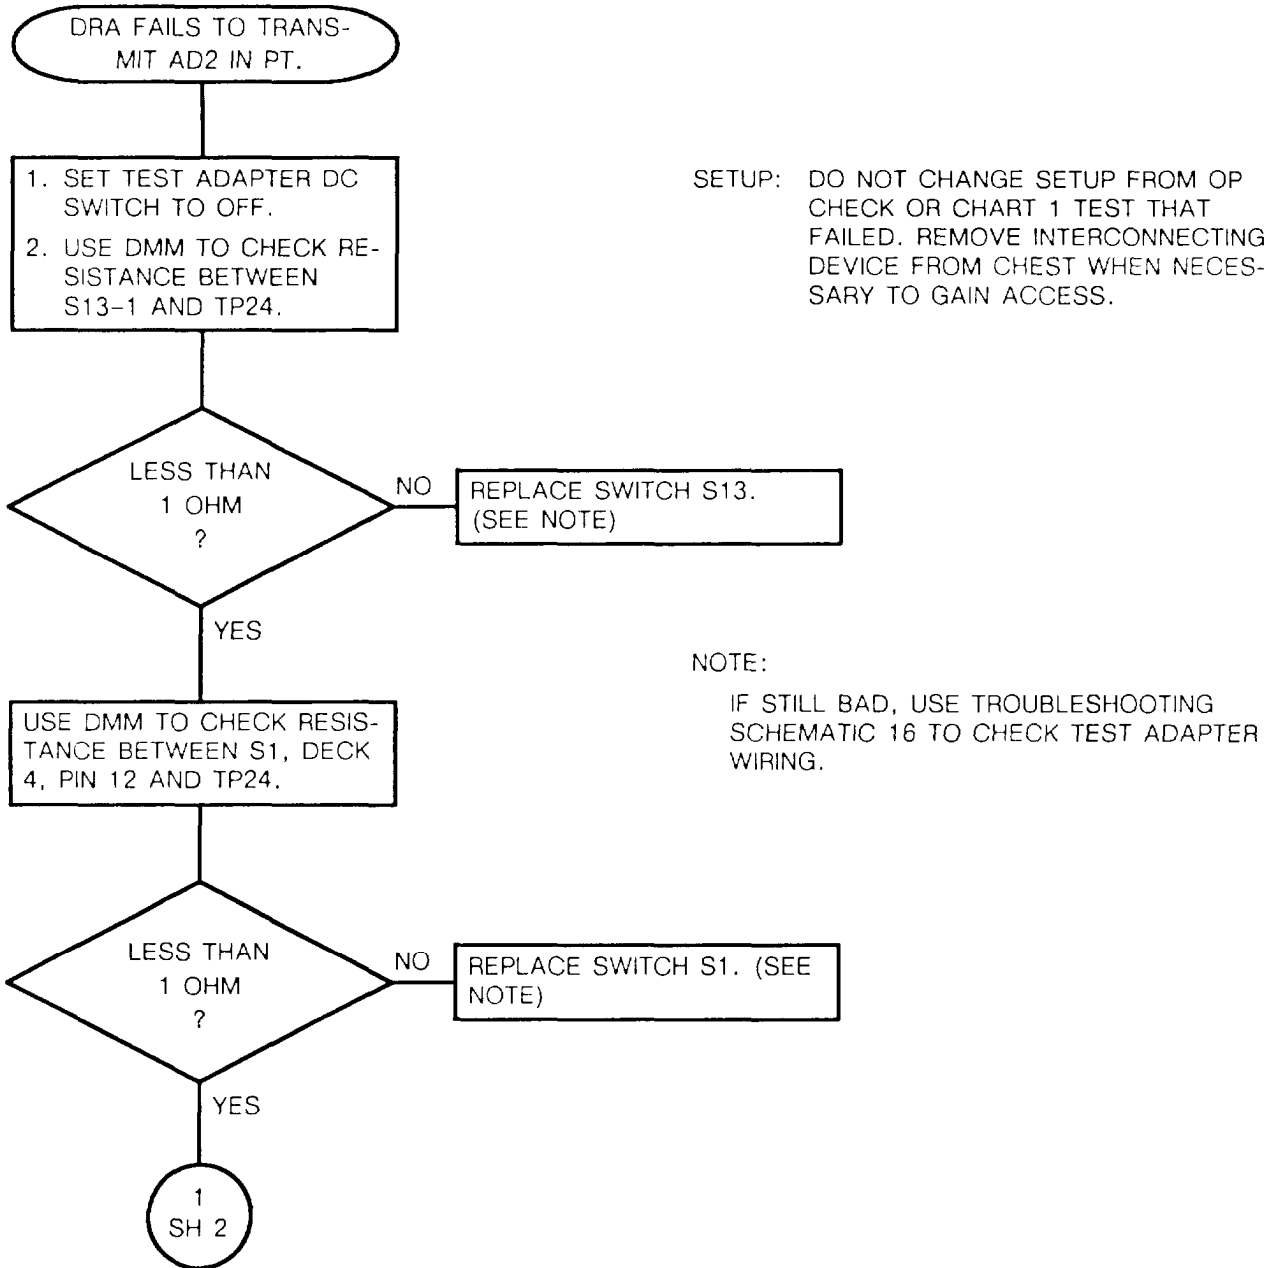 DRA FAILS TO TRANS-
MIT AD2 IN PT.
1. SET TEST ADAPTER DC
SWITCH TO OFF.
2. USE DMM TO CHECK RE-
SISTANCE BETWEEN
S13-1 AND TP24.
SETUP: DO NOT CHANGE SETUP FROM OP
CHECK OR CHART 1 TEST THAT
FAILED. REMOVE INTERCONNECTING
DEVICE FROM CHEST WHEN NECES-
SARY TO GAIN ACCESS.
LESS THAN
1 OHM
?
NO
REPLACE SWITCH S13.
(SEE NOTE)
YES
NOTE:
IF STILL BAD, USE TROUBLESHOOTING
SCHEMATIC 16 TO CHECK TEST ADAPTER
WIRING.
USE DMM TO CHECK RESIS-
TANCE BETWEEN S1, DECK
4, PIN 12 AND TP24.
LESS THAN
1 OHM
?
NO
REPLACE SWITCH S1. (SEE
NOTE)
YES
1
SH 2